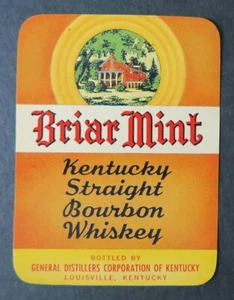 Briar Mint
Kentucky
Straight
Bourbon
Whiskey
BOTTLED BY
GENERAL DISTILLERS CORPORATION OF KENTUCKY
LOUISVILLE, KENTUCKY